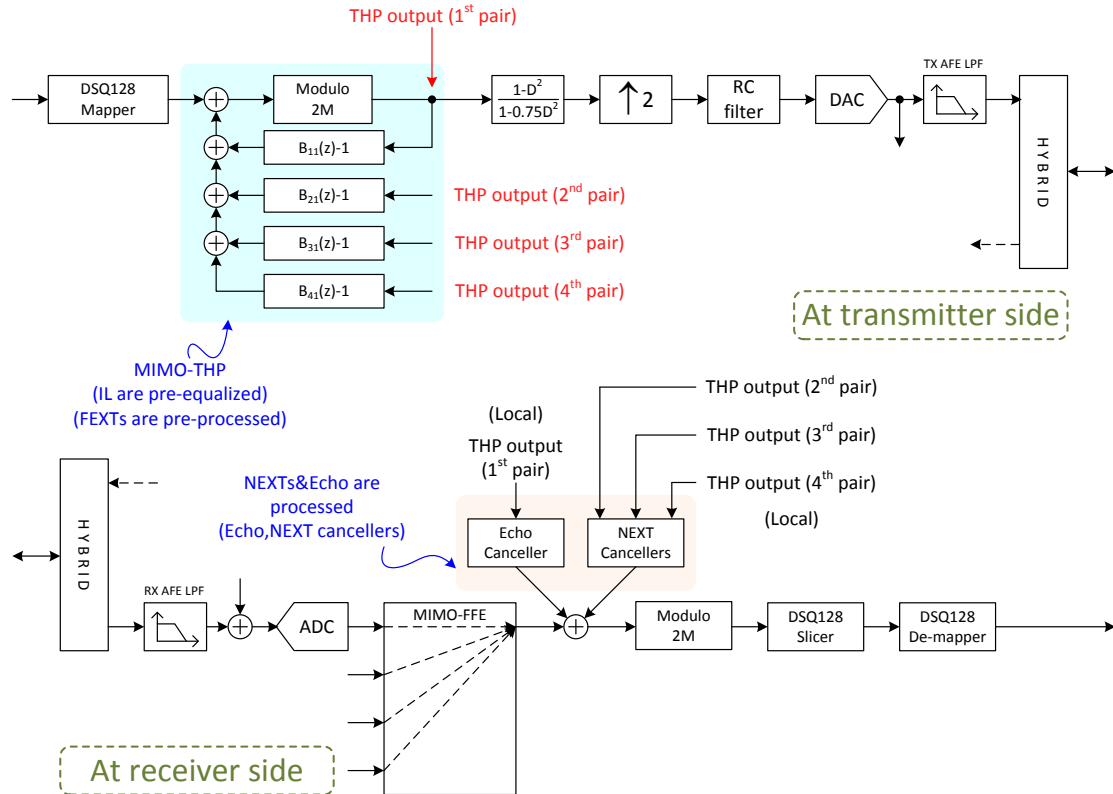 THP output (1st pair)
DSQ128
Mapper
Modulo
2M
1-D2
1-0.75D2
2
RC
filter
DAC
TX AFE LPF
HYBRID
B11(z)-1
B21(z)-1
THP output (2nd pair)
B31(z)-1
THP output (3rd pair)
B41(z)-1
THP output (4th pair)
At transmitter side
MIMO-THP
(IL are pre-equalized)
(FEXTs are pre-processed)
THP output (2nd pair)
(Local)
THP output
(1st pair)
THP output (3rd pair)
THP output (4th pair)
(Local)
NEXTs&Echo are
processed
(Echo,NEXT cancellers)
Echo
Canceller
NEXT
Cancellers
HYBRID
RX AFE LPF
ADC
MIMO-FFE
Modulo
2M
DSQ128
Slicer
DSQ128
De-mapper
At receiver side